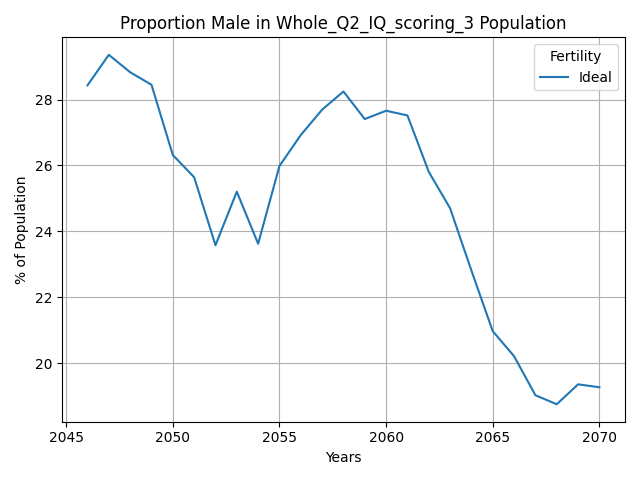 Proportion Male in Whole_Q2_IQ_scoring_3 Population
Fertility
Ideal
% of Population
28
26
24
22
20
2045 2050 2055 2060 2065 2070
Years